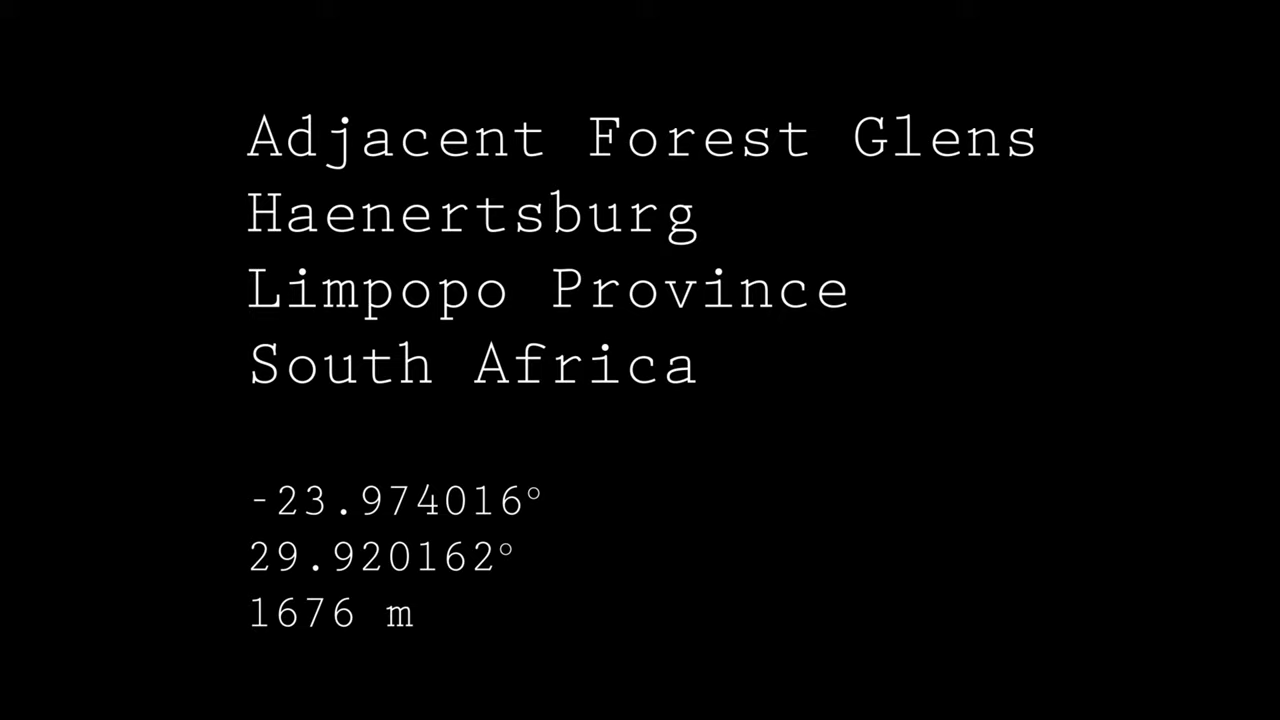 Adjacent Forest Glens
Haenertsburg
Limpopo Province
South Africa
-23.974016°
29.920162°
1676 m